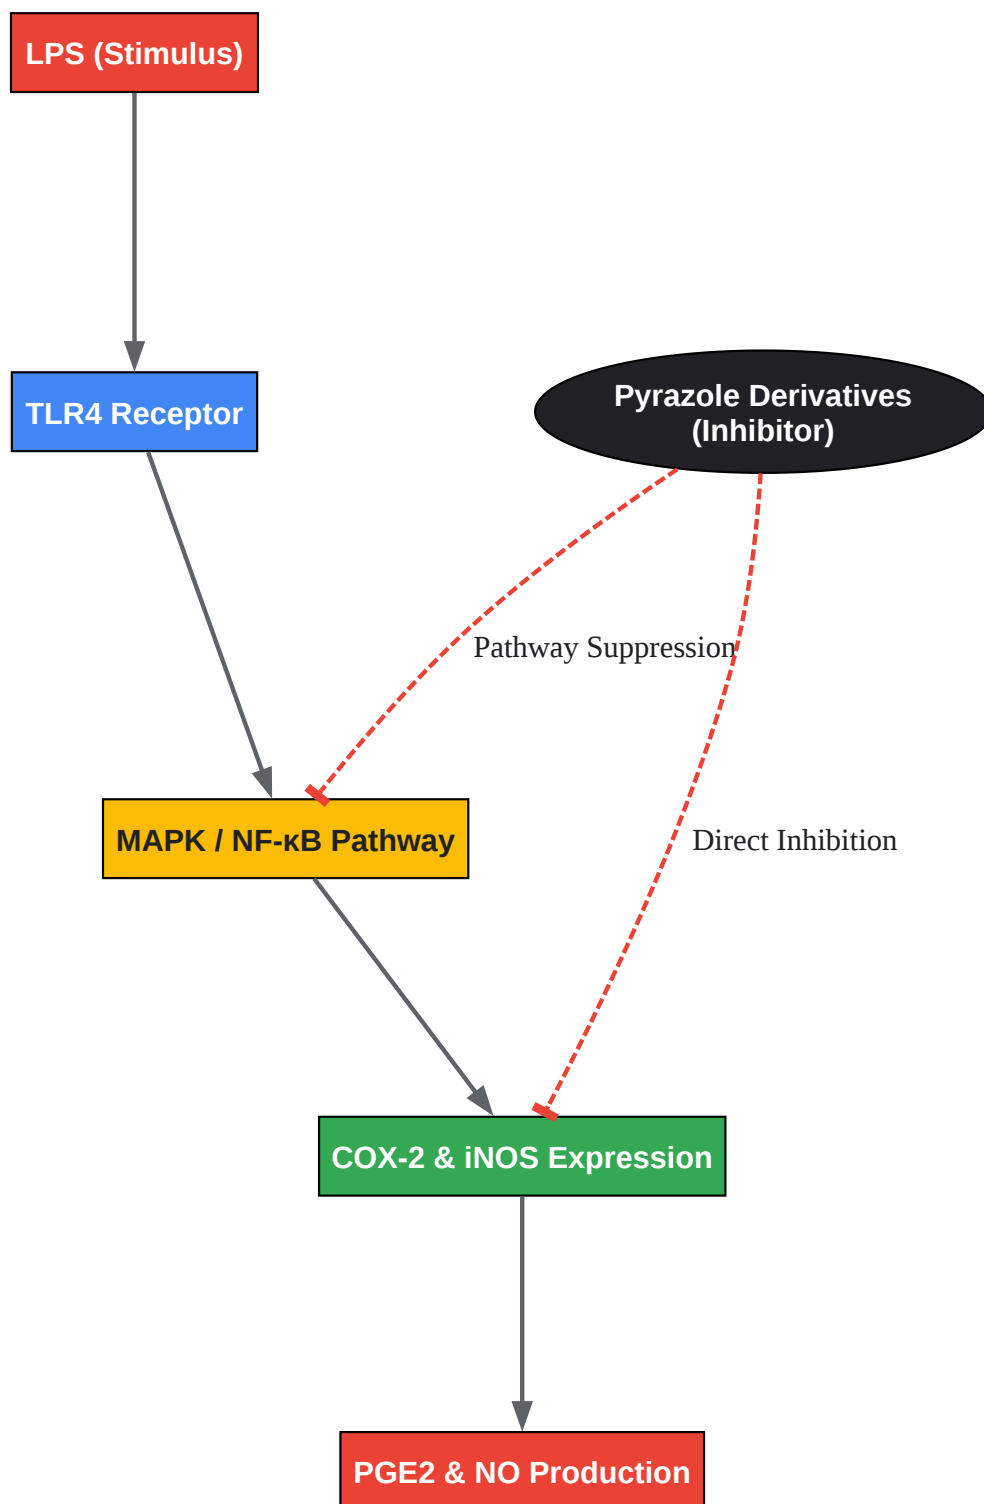 LPS (Stimulus)
TLR4 Receptor
Pyrazole Derivatives
(Inhibitor)
Pathway Suppression
MAPK / NF-κB Pathway
Direct Inhibition
COX-2 & iNOS Expression
PGE2 & NO Production